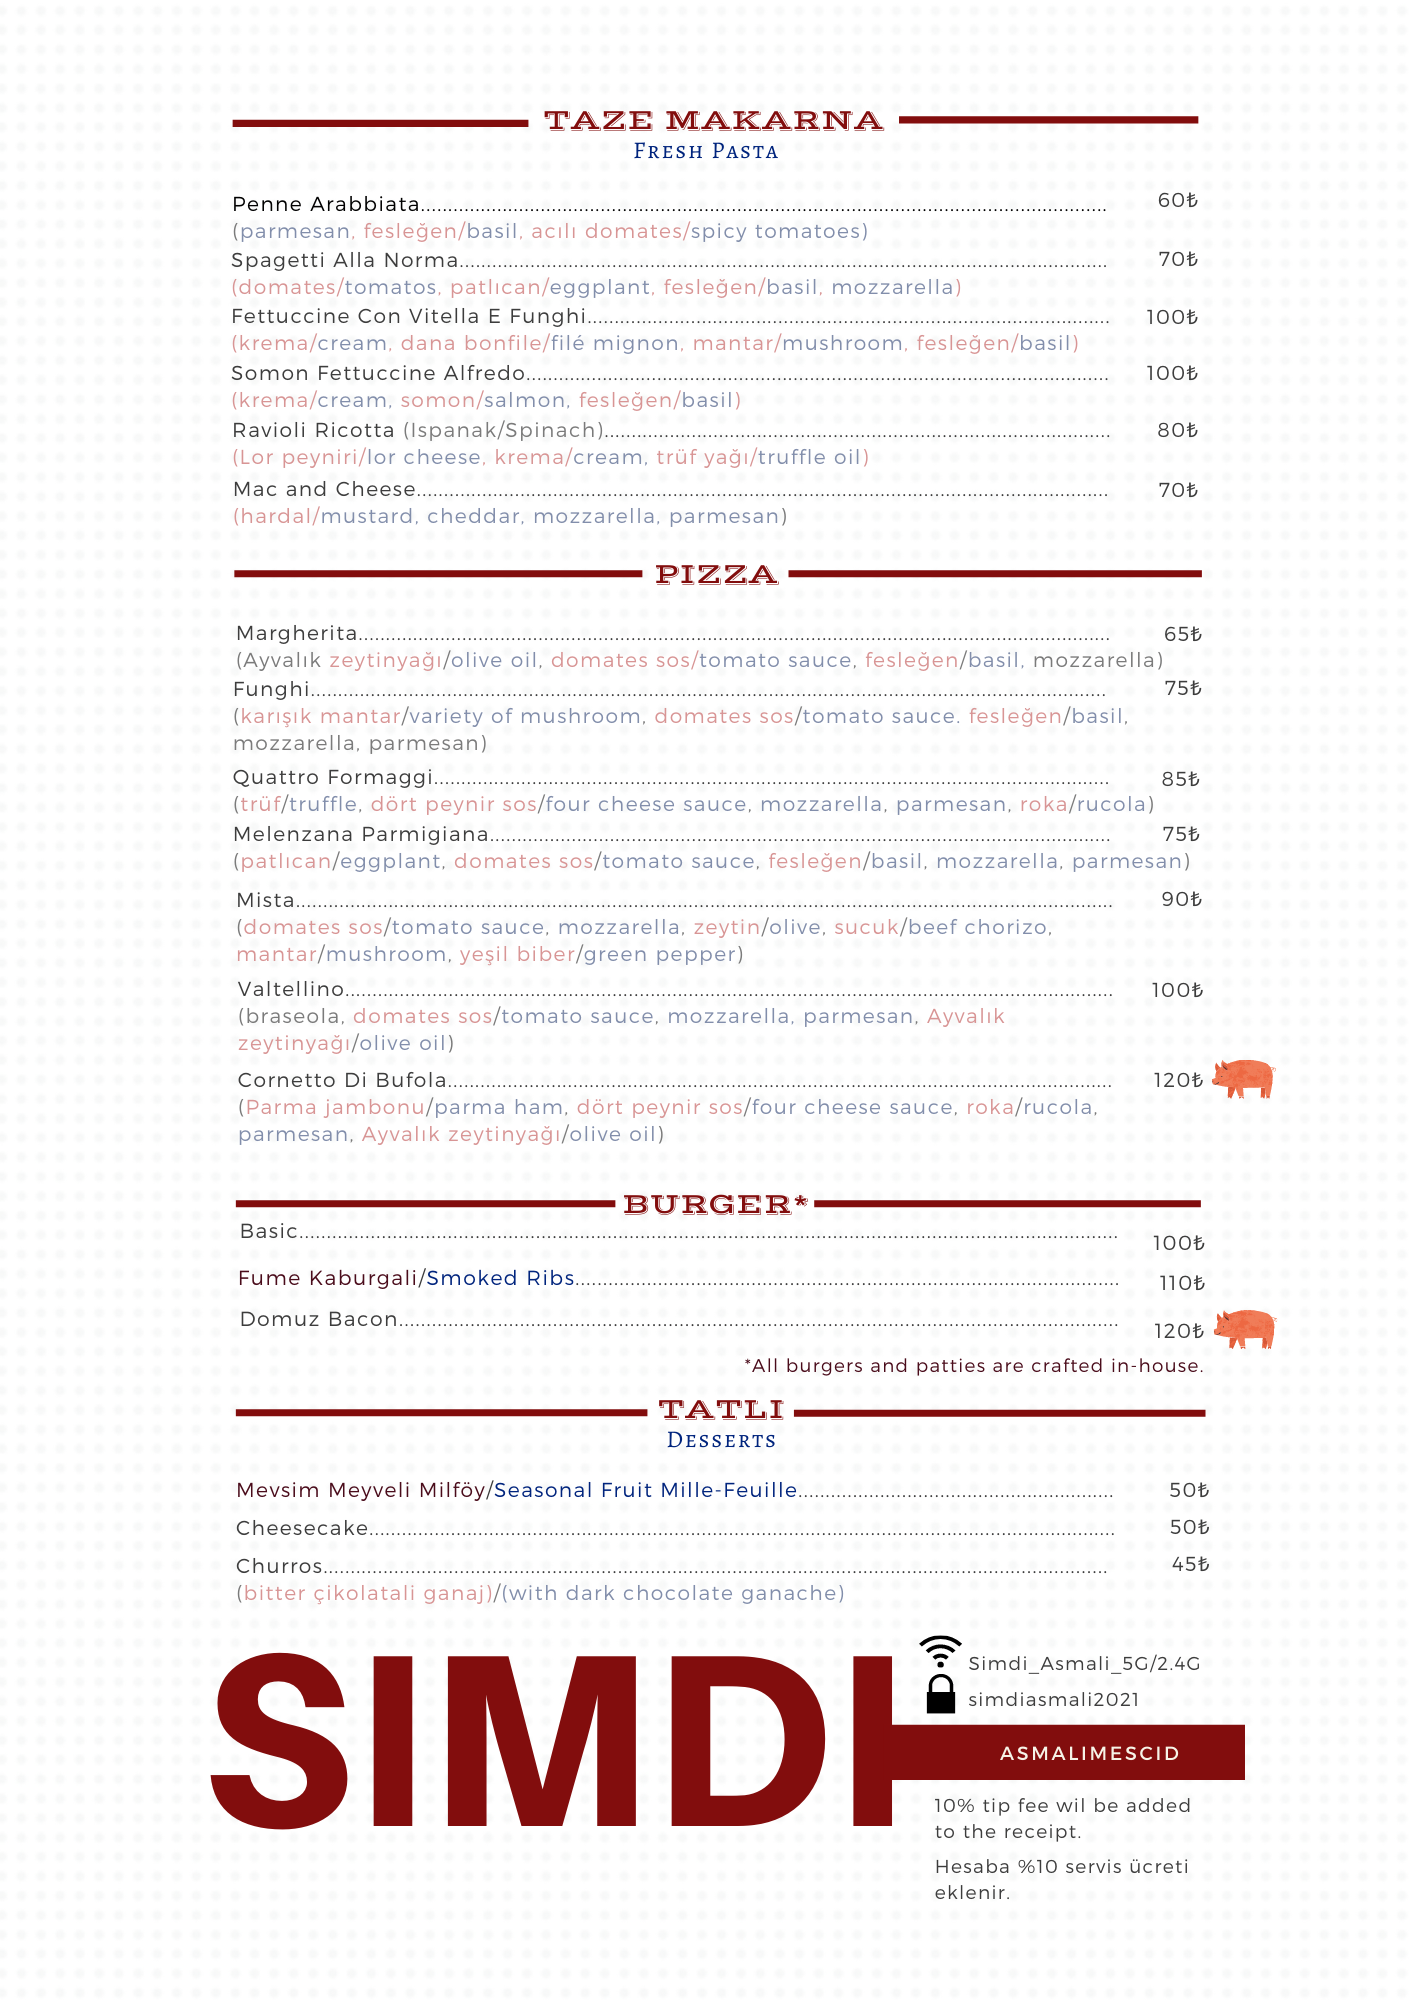 TAZE MAKARNA
Fresh Pasta
Penne Arabbiata 60₺
(parmesan, fesleğen/basil, acılı domates/spicy tomatoes)
Spagetti Alla Norma 70₺
(domates/tomatos, patlıcan/eggplant, fesleğen/basil, mozzarella)
Fettuccine Con Vitella E Funghi 100₺
(krema/cream, dana bonfile/filé mignon, mantar/mushroom, fesleğen/basil)
Somon Fettuccine Alfredo 100₺
(krema/cream, somon/salmon, fesleğen/basil)
Ravioli Ricotta (Ispanak/Spinach) 80₺
(Lor peyniri/lor cheese, krema/cream, trüf yağı/truffle oil)
Mac and Cheese 70₺
(hardal/mustard, cheddar, mozzarella, parmesan)
PIZZA
Margherita 65₺
(Ayvalık zeytinyağı/olive oil, domates sos/tomato sauce, fesleğen/basil, mozzarella)
Funghi 75₺
(karışık mantar/variety of mushroom, domates sos/tomato sauce. fesleğen/basil,
mozzarella, parmesan)
Quattro Formaggi 85₺
(trüf/truffle, dört peynir sos/four cheese sauce, mozzarella, parmesan, roka/rucola)
Melenzana Parmigiana 75₺
(patlıcan/eggplant, domates sos/tomato sauce, fesleğen/basil, mozzarella, parmesan)
Mista 90₺
(domates sos/tomato sauce, mozzarella, zeytin/olive, sucuk/beef chorizo,
mantar/mushroom, yeşil biber/green pepper)
Valtellino 100₺
(braseola, domates sos/tomato sauce, mozzarella, parmesan, Ayvalık
zeytinyağı/olive oil)
Cornetto Di Bufola 120₺
(Parma jambonu/parma ham, dört peynir sos/four cheese sauce, roka/rucola,
parmesan, Ayvalık zeytinyağı/olive oil)
BURGER*
Basic 100₺
Fume Kaburgali/Smoked Ribs 110₺
Domuz Bacon 120₺
*All burgers and patties are crafted in-house.
TATLI
Desserts
Mevsim Meyveli Milföy/Seasonal Fruit Mille-Feuille 50₺
Cheesecake 50₺
Churros 45₺
(bitter çikolatali ganaj)/(with dark chocolate ganache)
SIMDI
Simdi_Asmali_5G/2.4G
simdiasmali2021
ASMALIMESCID
10% tip fee wil be added
to the receipt.
Hesaba %10 servis ücreti
eklenir.